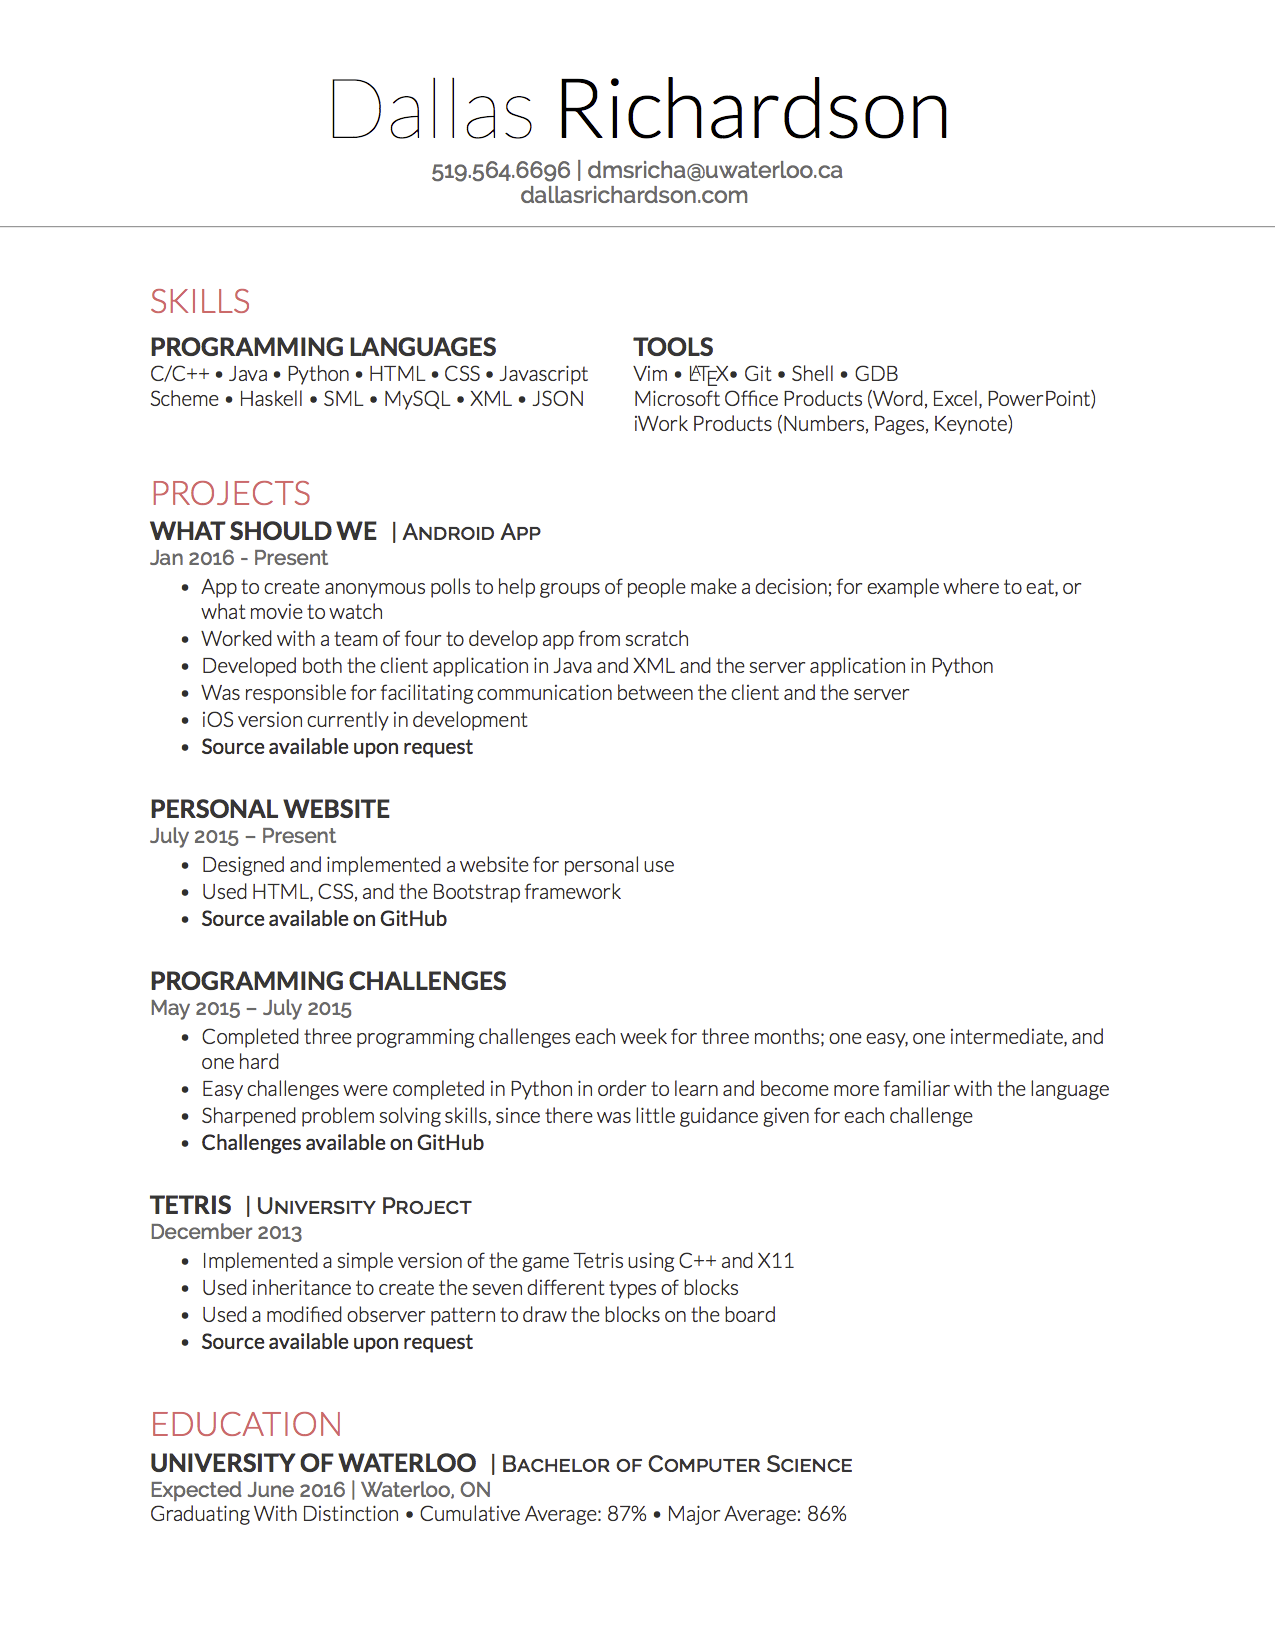 Dallas Richardson
519.564.6696 | dmsricha@uwaterloo.ca
dallasrichardson.com
SKILLS
PROGRAMMING LANGUAGES
C/C++ • Java • Python • HTML • CSS • Javascript
Scheme • Haskell • SML • MySQL • XML • JSON
TOOLS
Vim • LATEX• Git • Shell • GDB
Microsoft Office Products (Word, Excel, PowerPoint)
iWork Products (Numbers, Pages, Keynote)
PROJECTS
WHAT SHOULD WE | ANDROID APP
Jan 2016 - Present
• App to create anonymous polls to help groups of people make a decision; for example where to eat, or
what movie to watch
• Worked with a team of four to develop app from scratch
• Developed both the client application in Java and XML and the server application in Python
• Was responsible for facilitating communication between the client and the server
• iOS version currently in development
• Source available upon request
PERSONAL WEBSITE
July 2015 – Present
• Designed and implemented a website for personal use
• Used HTML, CSS, and the Bootstrap framework
• Source available on GitHub
PROGRAMMING CHALLENGES
May 2015 – July 2015
• Completed three programming challenges each week for three months; one easy, one intermediate, and
one hard
• Easy challenges were completed in Python in order to learn and become more familiar with the language
• Sharpened problem solving skills, since there was little guidance given for each challenge
• Challenges available on GitHub
TETRIS | UNIVERSITY PROJECT
December 2013
• Implemented a simple version of the game Tetris using C++ and X11
• Used inheritance to create the seven different types of blocks
• Used a modified observer pattern to draw the blocks on the board
• Source available upon request
EDUCATION
UNIVERSITY OF WATERLOO | BACHELOR OF COMPUTER SCIENCE
Expected June 2016 | Waterloo, ON
Graduating With Distinction • Cumulative Average: 87% • Major Average: 86%